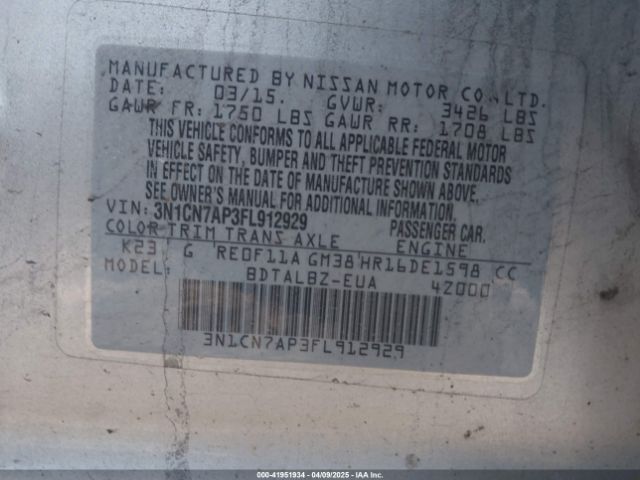 MANUFACTURED BY NISSAN MOTOR CO.,LTD.
DATE: 03/15. GVWR: 3426 LBS
GAWR FR: 1750 LBS GAWR RR: 1708 LBS
THIS VEHICLE CONFORMS TO ALL APPLICABLE FEDERAL MOTOR
VEHICLE SAFETY, BUMPER AND THEFT PREVENTION STANDARDS
IN EFFECT ON THE DATE OF MANUFACTURE SHOWN ABOVE.
SEE OWNER'S MANUAL FOR ADDITIONAL INFORMATION.
VIN: 3N1CN7AP3FL912929 PASSENGER CAR.
COLOR TRIM TRANS AXLE ENGINE
K23 G RE0F11A GM38 HR16DE1598 CC
MODEL: BDTALBZ-EUA 42000
3N1CN7AP3FL912929
© IAA - 41951934 - 04/09/2025 - IAAI.COM